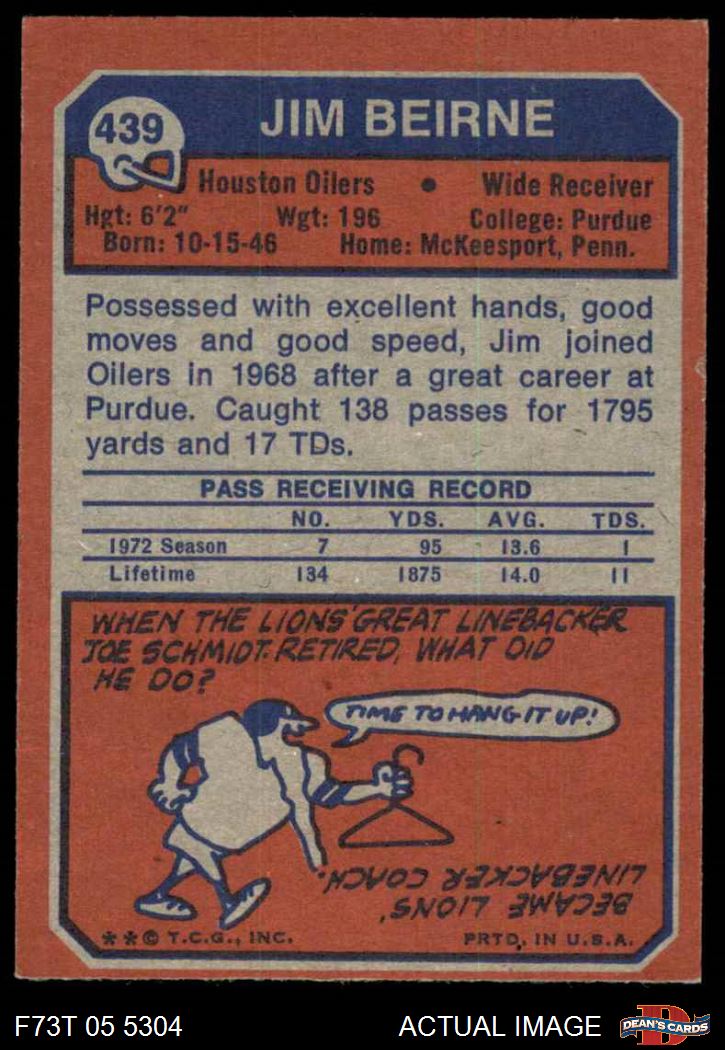 439
JIM BEIRNE
Houston Oilers • Wide Receiver
Hgt: 6'2" Wgt: 196 College: Purdue
Born: 10-15-46 Home: McKeesport, Penn.
Possessed with excellent hands, good
moves and good speed, Jim joined
Oilers in 1968 after a great career at
Purdue. Caught 138 passes for 1795
yards and 17 TDs.
PASS RECEIVING RECORD
NO. YDS. AVG. TDS.
1972 Season 7 95 13.6 1
Lifetime 134 1875 14.0 11
WHEN THE LIONS' GREAT LINEBACKER
JOE SCHMIDT RETIRED, WHAT DID
HE DO?
TIME TO HANG IT UP!
BECAME LIONS'
LINEBACKER COACH.
**© T.C.G., INC. PRTD. IN U.S.A.
F73T 05 5304 ACTUAL IMAGE
D
DEAN'S CARDS